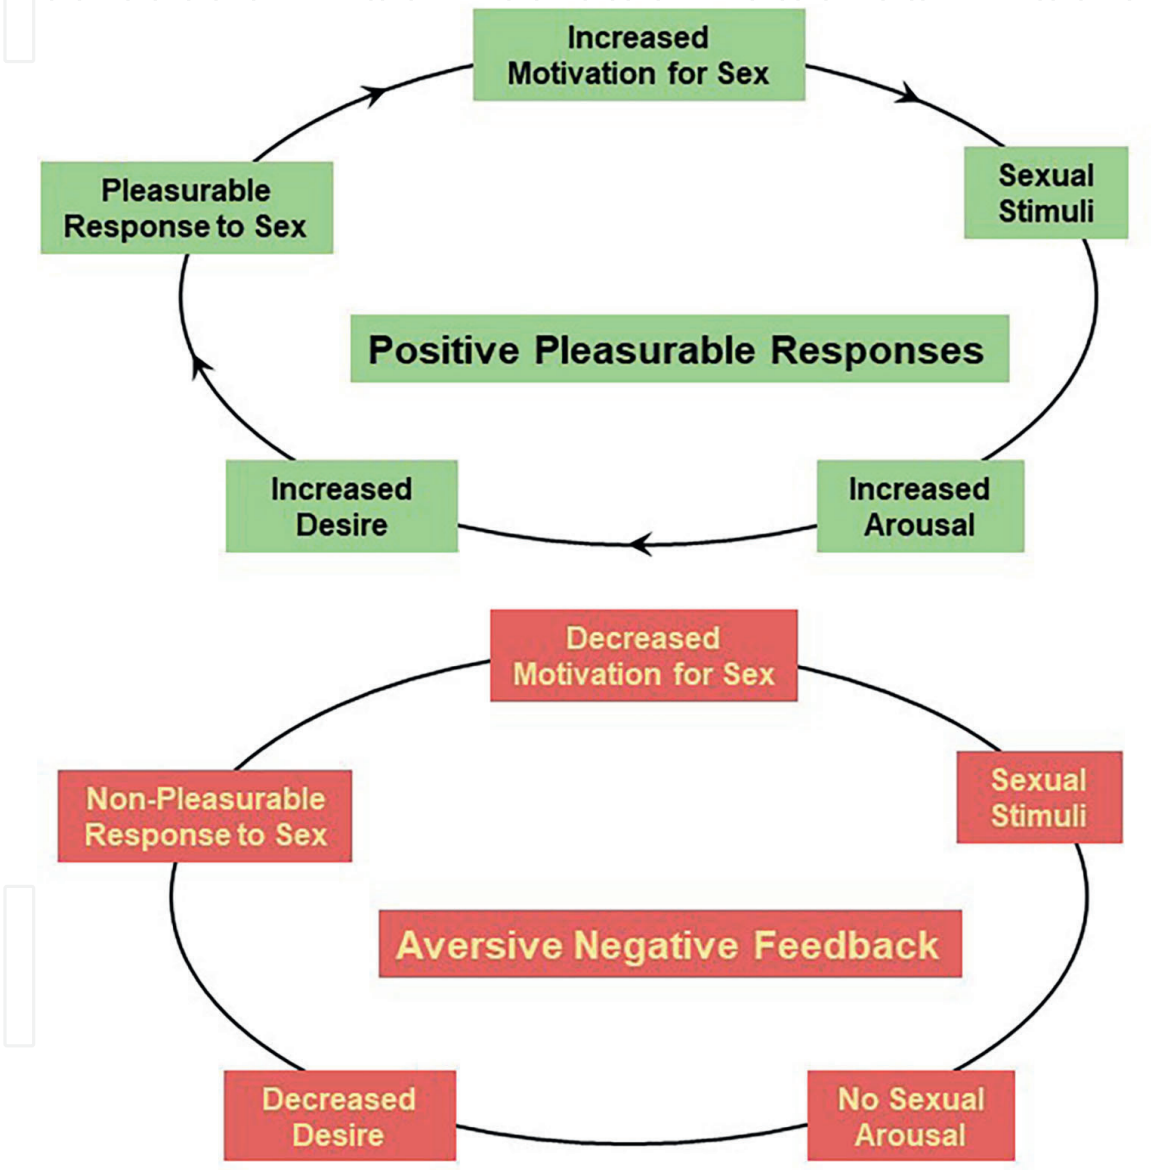 Increased
Motivation for Sex
Pleasurable
Response to Sex
Sexual
Stimuli
Positive Pleasurable Responses
Increased
Desire
Increased
Arousal
Decreased
Motivation for Sex
Non-Pleasurable
Response to Sex
Sexual
Stimuli
Aversive Negative Feedback
Decreased
Desire
No Sexual
Arousal